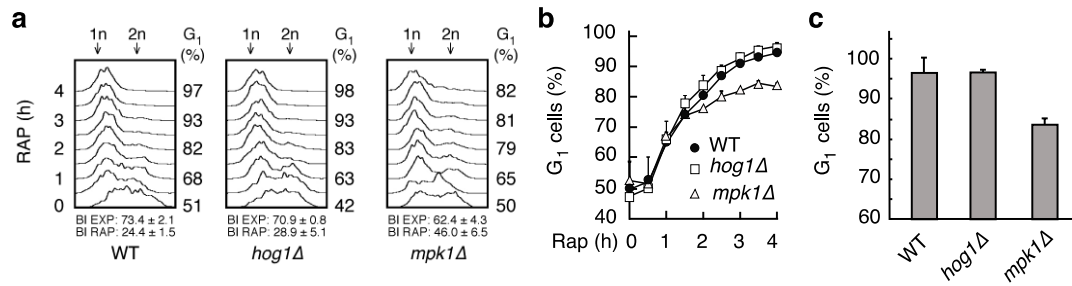 a
1n 2n G1 (%)
1n 2n G1 (%)
1n 2n G1 (%)
RAP (h)
4 97
3 93
2 82
1 68
0 51
98
93
83
63
42
82
81
79
65
50
BI EXP: 73.4 ± 2.1
BI RAP: 24.4 ± 1.5
WT
BI EXP: 70.9 ± 0.8
BI RAP: 28.9 ± 5.1
hog1Δ
BI EXP: 62.4 ± 4.3
BI RAP: 46.0 ± 6.5
mpk1Δ
b
G1 cells (%)
100
90
80
70
60
50
40
WT
hog1Δ
mpk1Δ
Rap (h) 0 1 2 3 4
c
G1 cells (%)
100
90
80
70
60
WT
hog1Δ
mpk1Δ